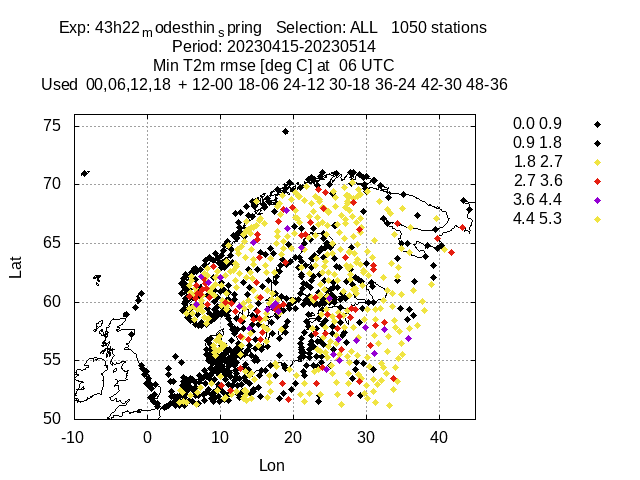 Exp: 43h22modesthinspring Selection: ALL 1050 stations
Period: 20230415-20230514
Min T2m rmse [deg C] at 06 UTC
Used 00,06,12,18 + 12-00 18-06 24-12 30-18 36-24 42-30 48-36
0.0 0.9
0.9 1.8
1.8 2.7
2.7 3.6
3.6 4.4
4.4 5.3
75
70
65
60
55
50
Lat
-10 0 10 20 30 40
Lon